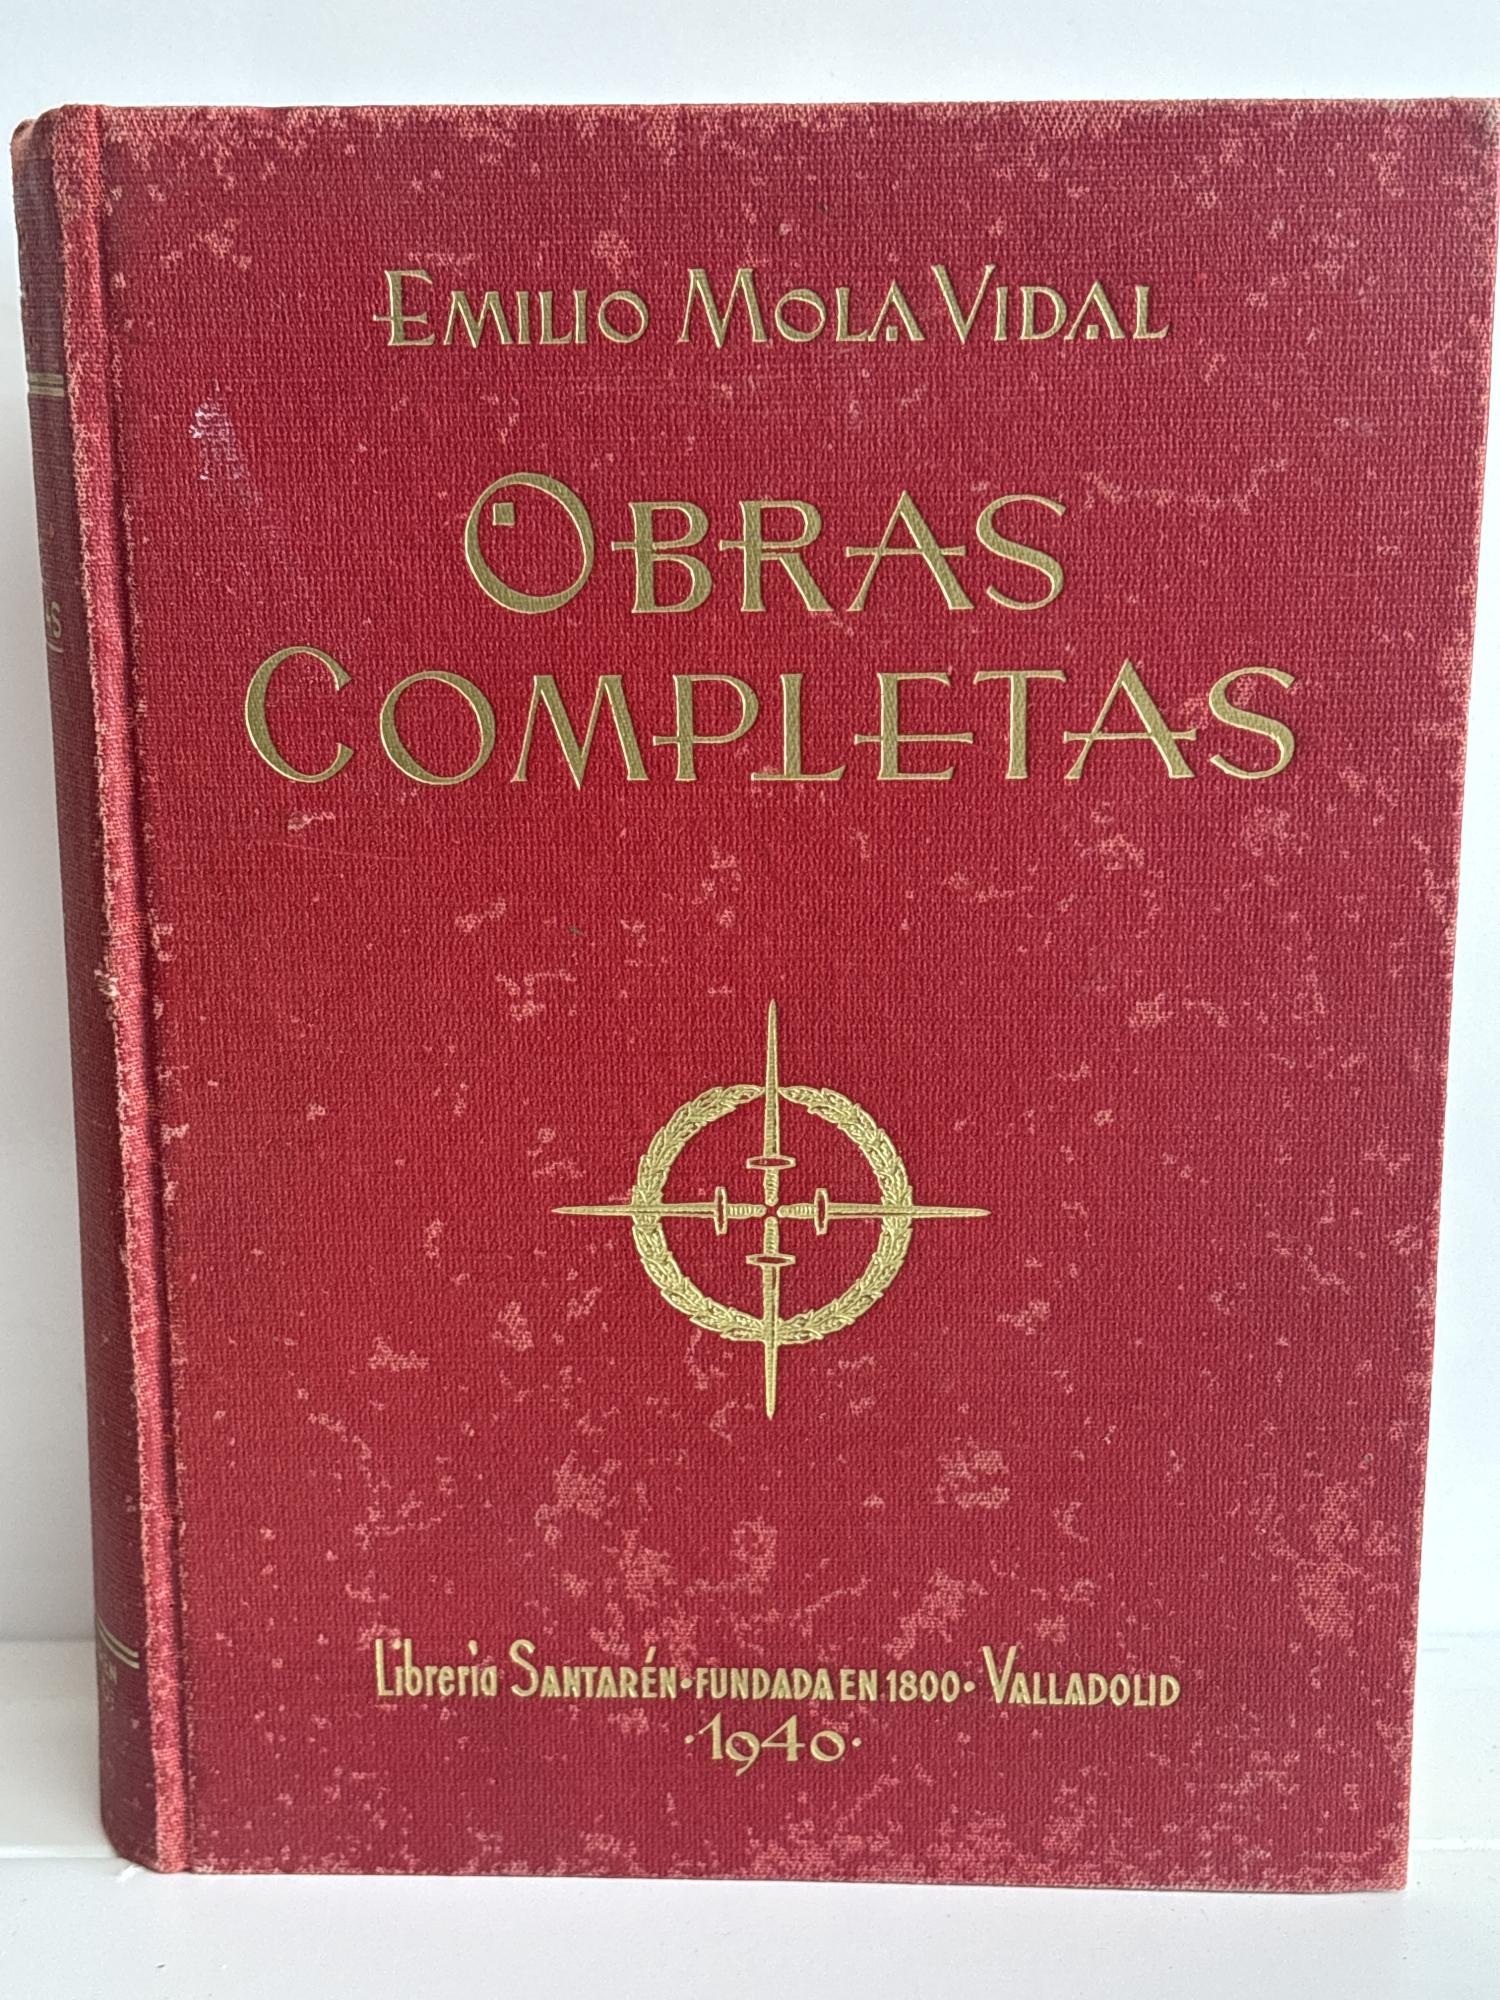 EMILIO MOLA VIDAL
OBRAS
COMPLETAS
Librería SANTARÉN · FUNDADA EN 1800 · VALLADOLID
· 1940 ·